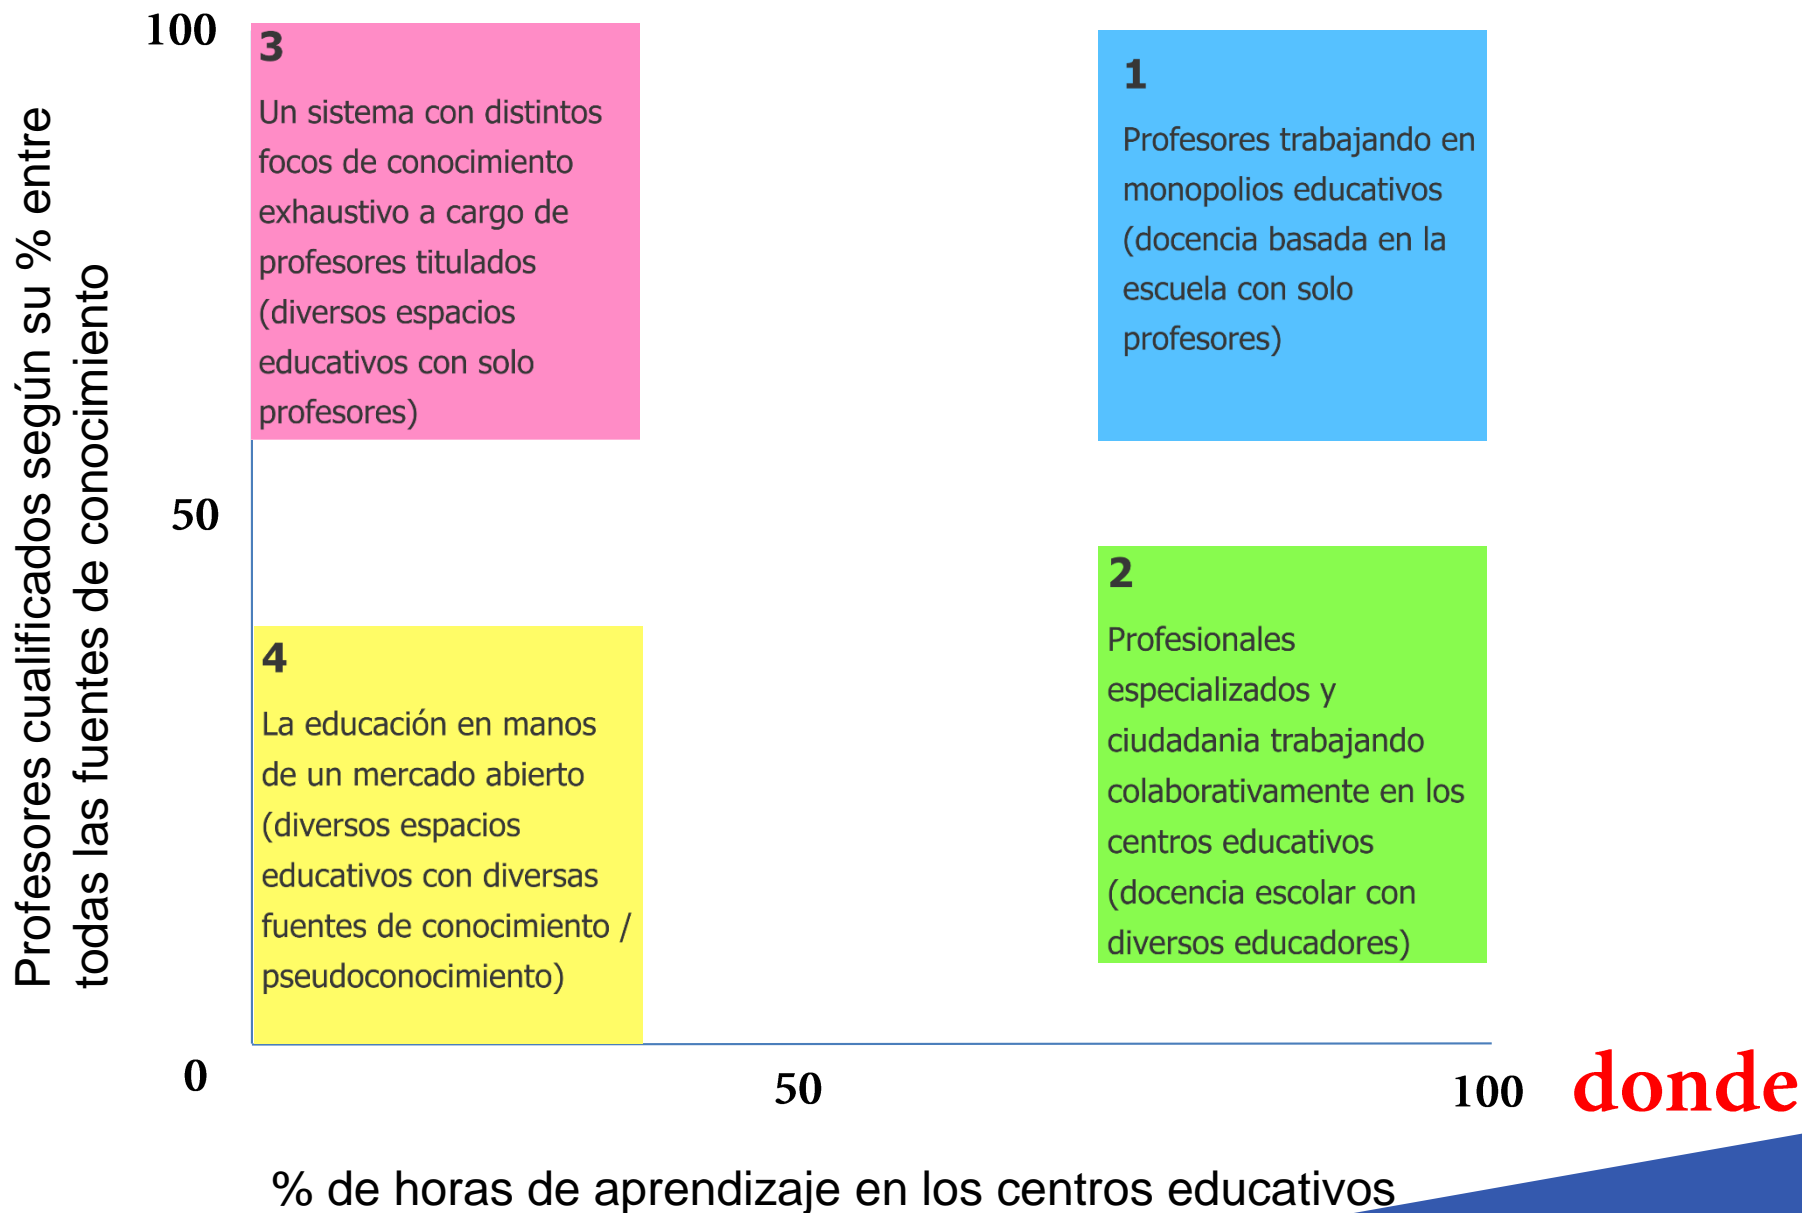 Profesores cualificados según su % entre
todas las fuentes de conocimiento
100
50
0
3
Un sistema con distintos
focos de conocimiento
exhaustivo a cargo de
profesores titulados
(diversos espacios
educativos con solo
profesores)
1
Profesores trabajando en
monopolios educativos
(docencia basada en la
escuela con solo
profesores)
4
La educación en manos
de un mercado abierto
(diversos espacios
educativos con diversas
fuentes de conocimiento /
pseudoconocimiento)
2
Profesionales
especializados y
ciudadania trabajando
colaborativamente en los
centros educativos
(docencia escolar con
diversos educadores)
50
100
donde
% de horas de aprendizaje en los centros educativos